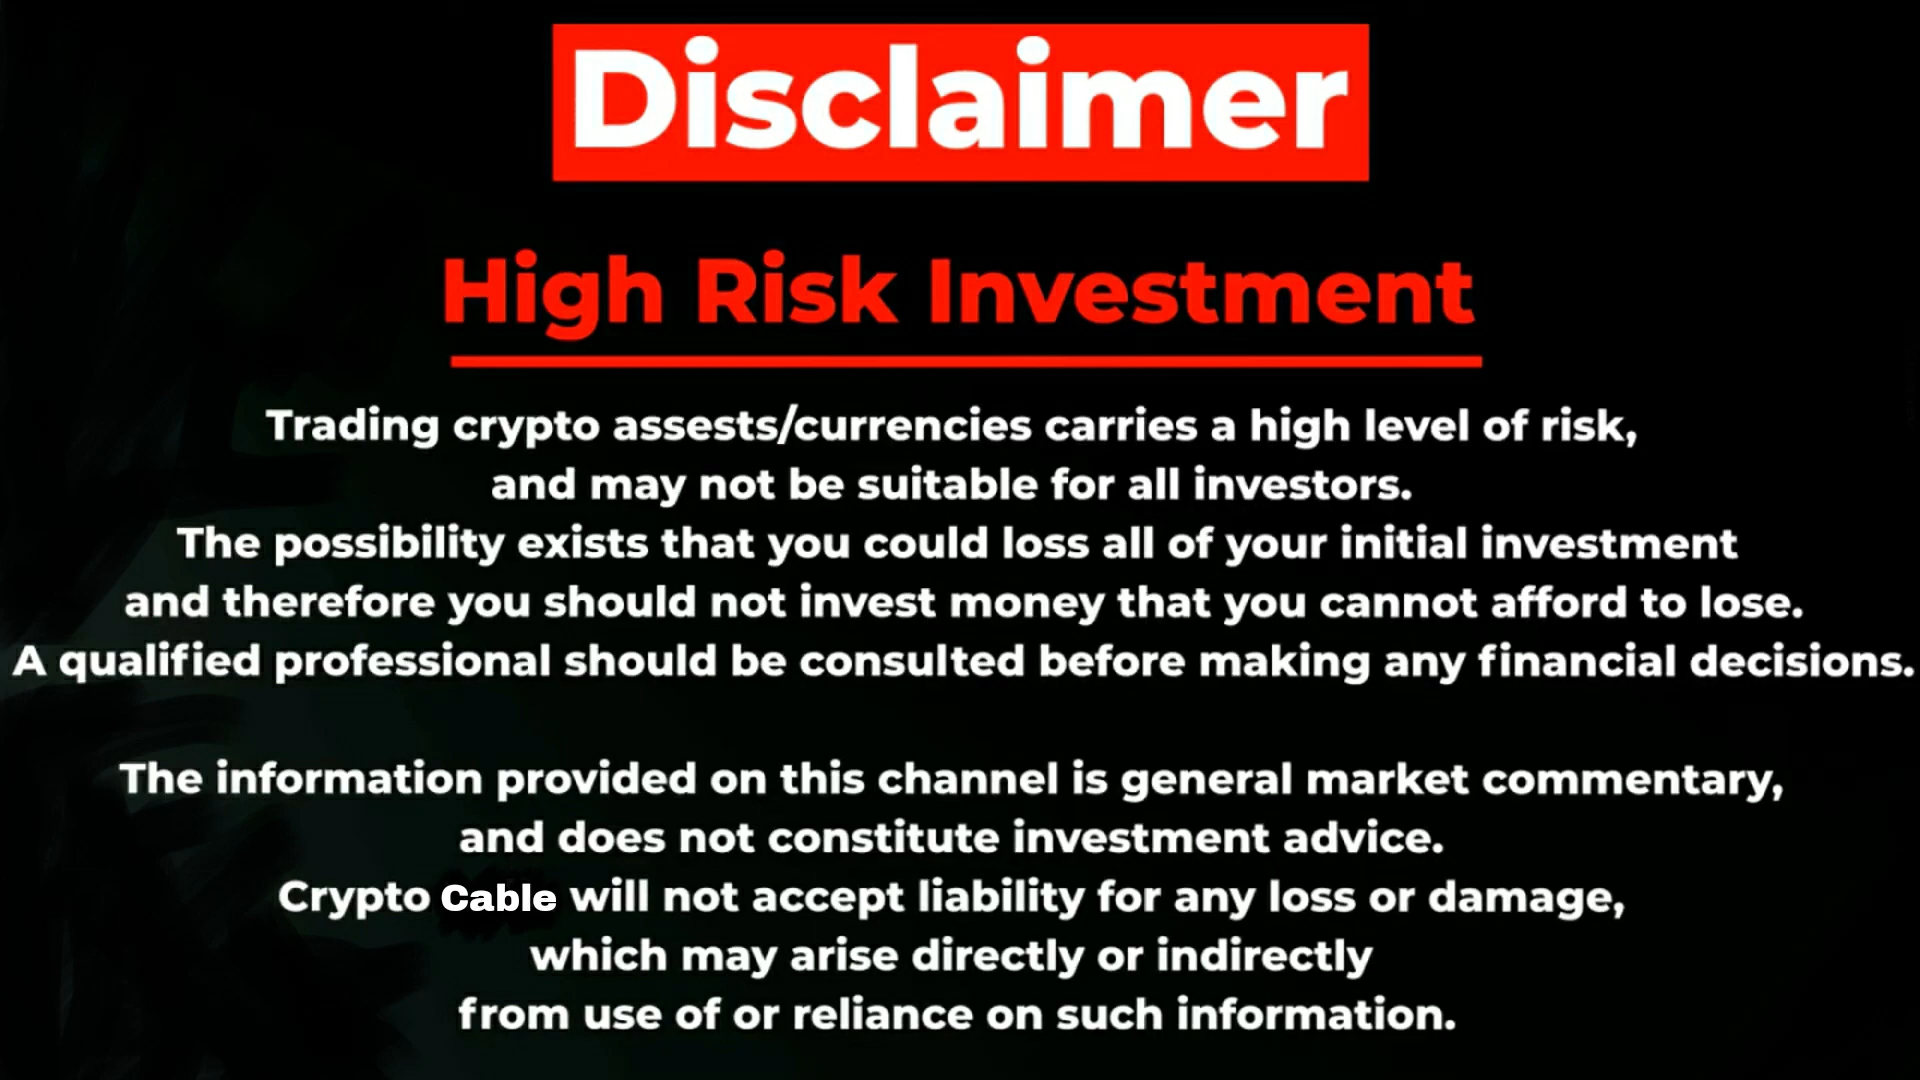 Disclaimer
High Risk Investment
Trading crypto assests/currencies carries a high level of risk,
and may not be suitable for all investors.
The possibility exists that you could loss all of your initial investment
and therefore you should not invest money that you cannot afford to lose.
A qualified professional should be consulted before making any financial decisions.
The information provided on this channel is general market commentary,
and does not constitute investment advice.
Crypto Cable will not accept liability for any loss or damage,
which may arise directly or indirectly
from use of or reliance on such information.